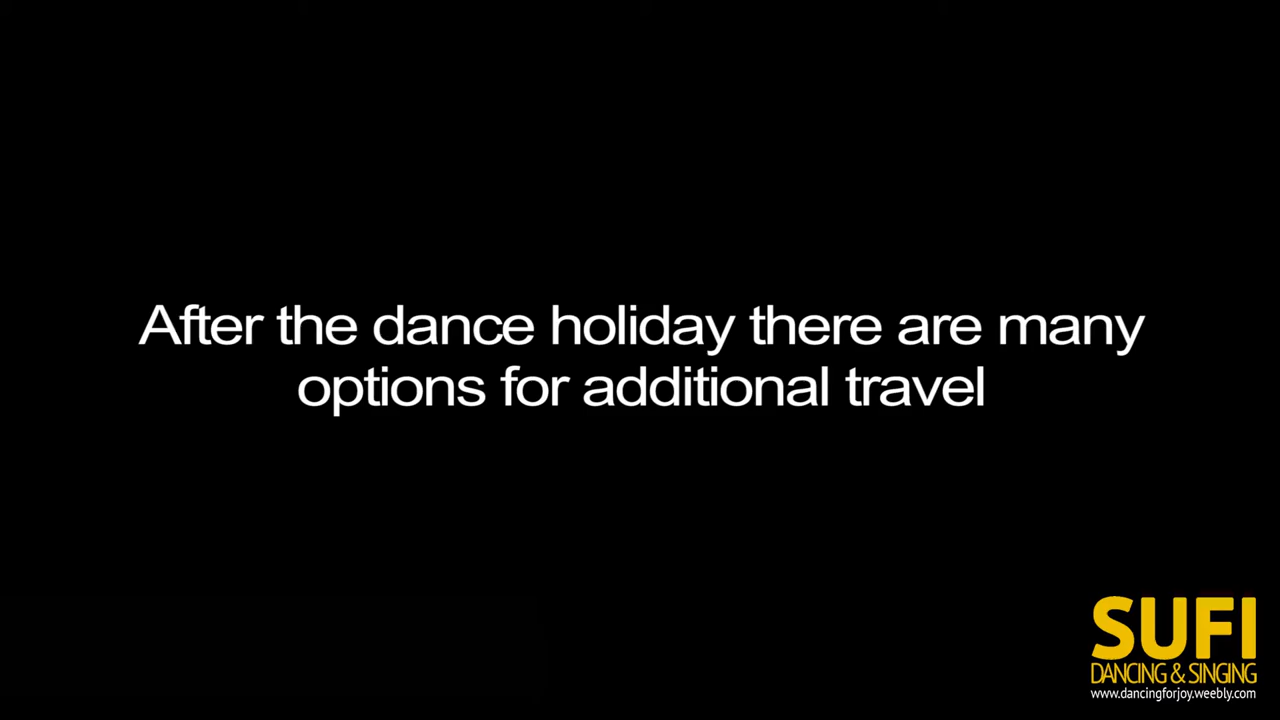 After the dance holiday there are many
options for additional travel
SUFI
DANCING & SINGING
www.dancingforjoy.weebly.com